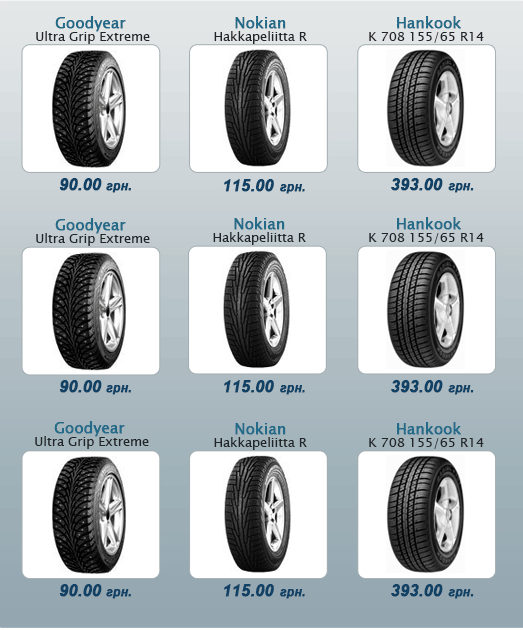 Goodyear
Ultra Grip Extreme
90.00 грн.
Nokian
Hakkapeliitta R
115.00 грн.
Hankook
K 708 155/65 R14
393.00 грн.
Goodyear
Ultra Grip Extreme
90.00 грн.
Nokian
Hakkapeliitta R
115.00 грн.
Hankook
K 708 155/65 R14
393.00 грн.
Goodyear
Ultra Grip Extreme
90.00 грн.
Nokian
Hakkapeliitta R
115.00 грн.
Hankook
K 708 155/65 R14
393.00 грн.